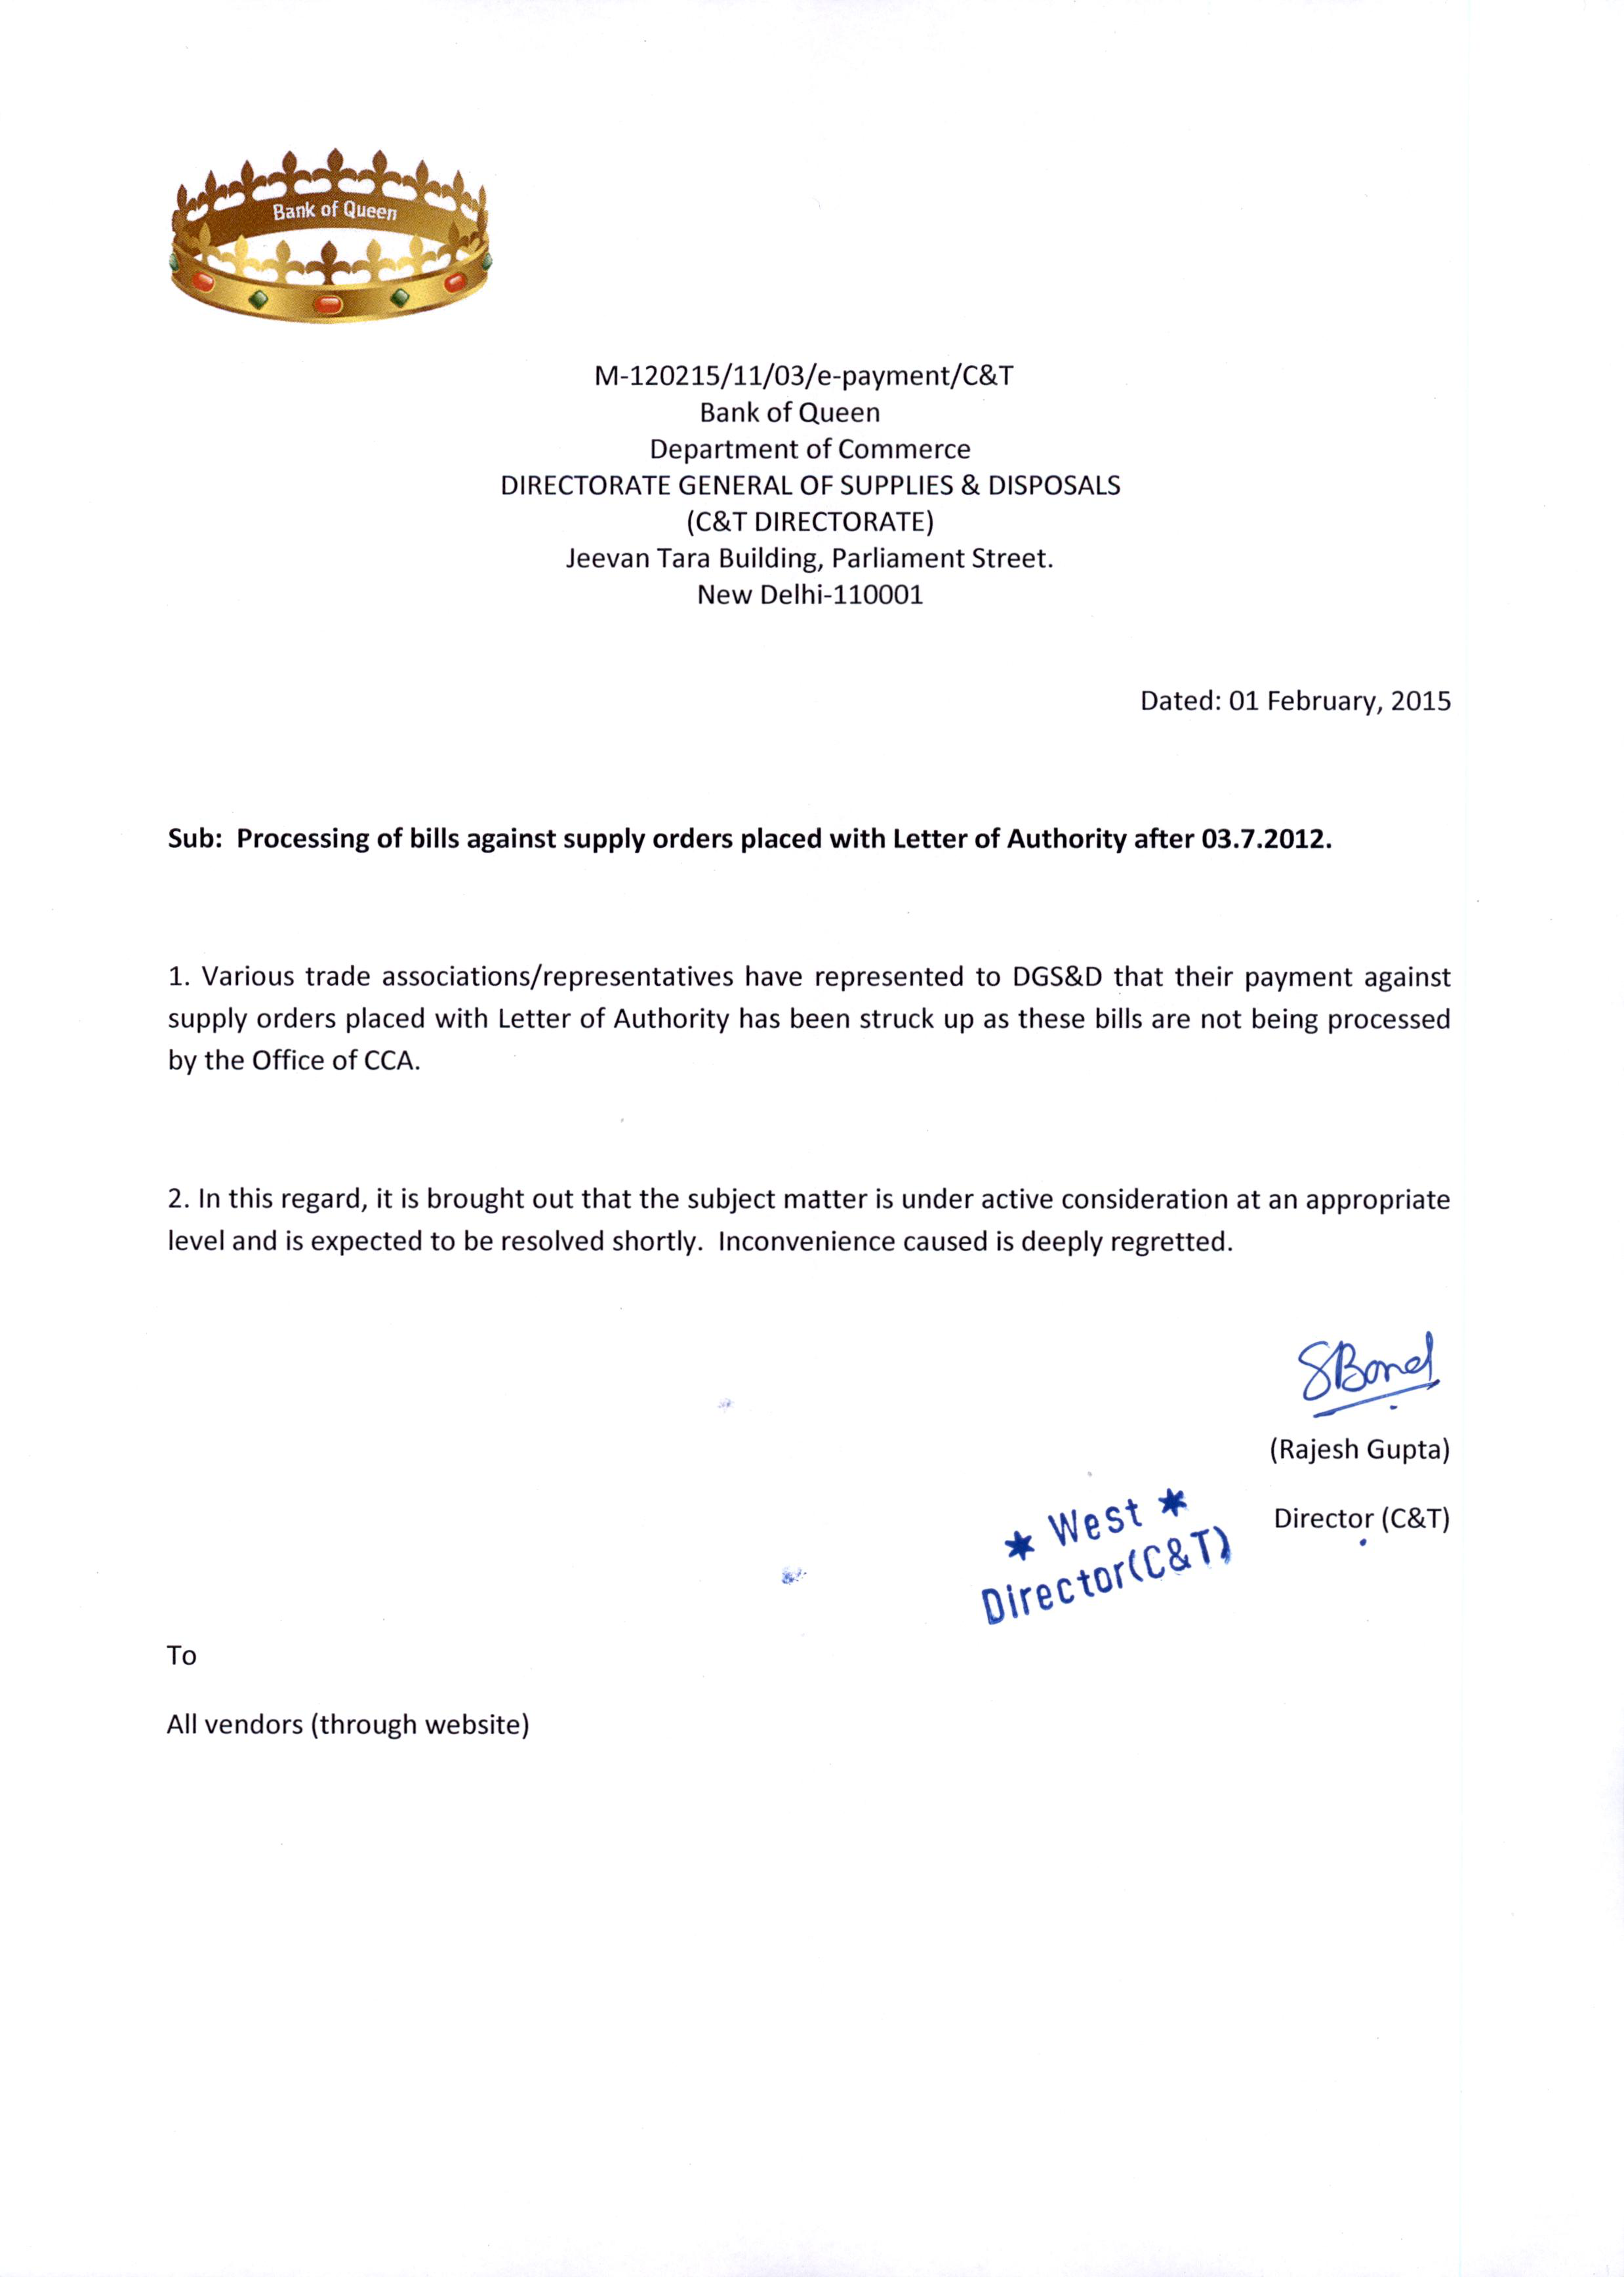 Bank of Queen
M-120215/11/03/e-payment/C&T
Bank of Queen
Department of Commerce
DIRECTORATE GENERAL OF SUPPLIES & DISPOSALS
(C&T DIRECTORATE)
Jeevan Tara Building, Parliament Street.
New Delhi-110001
Dated: 01 February, 2015
Sub: Processing of bills against supply orders placed with Letter of Authority after 03.7.2012.
1. Various trade associations/representatives have represented to DGS&D that their payment against
supply orders placed with Letter of Authority has been struck up as these bills are not being processed
by the Office of CCA.
2. In this regard, it is brought out that the subject matter is under active consideration at an appropriate
level and is expected to be resolved shortly. Inconvenience caused is deeply regretted.
SBond
(Rajesh Gupta)
Director (C&T)
* West *
Director(C&T)
To
All vendors (through website)